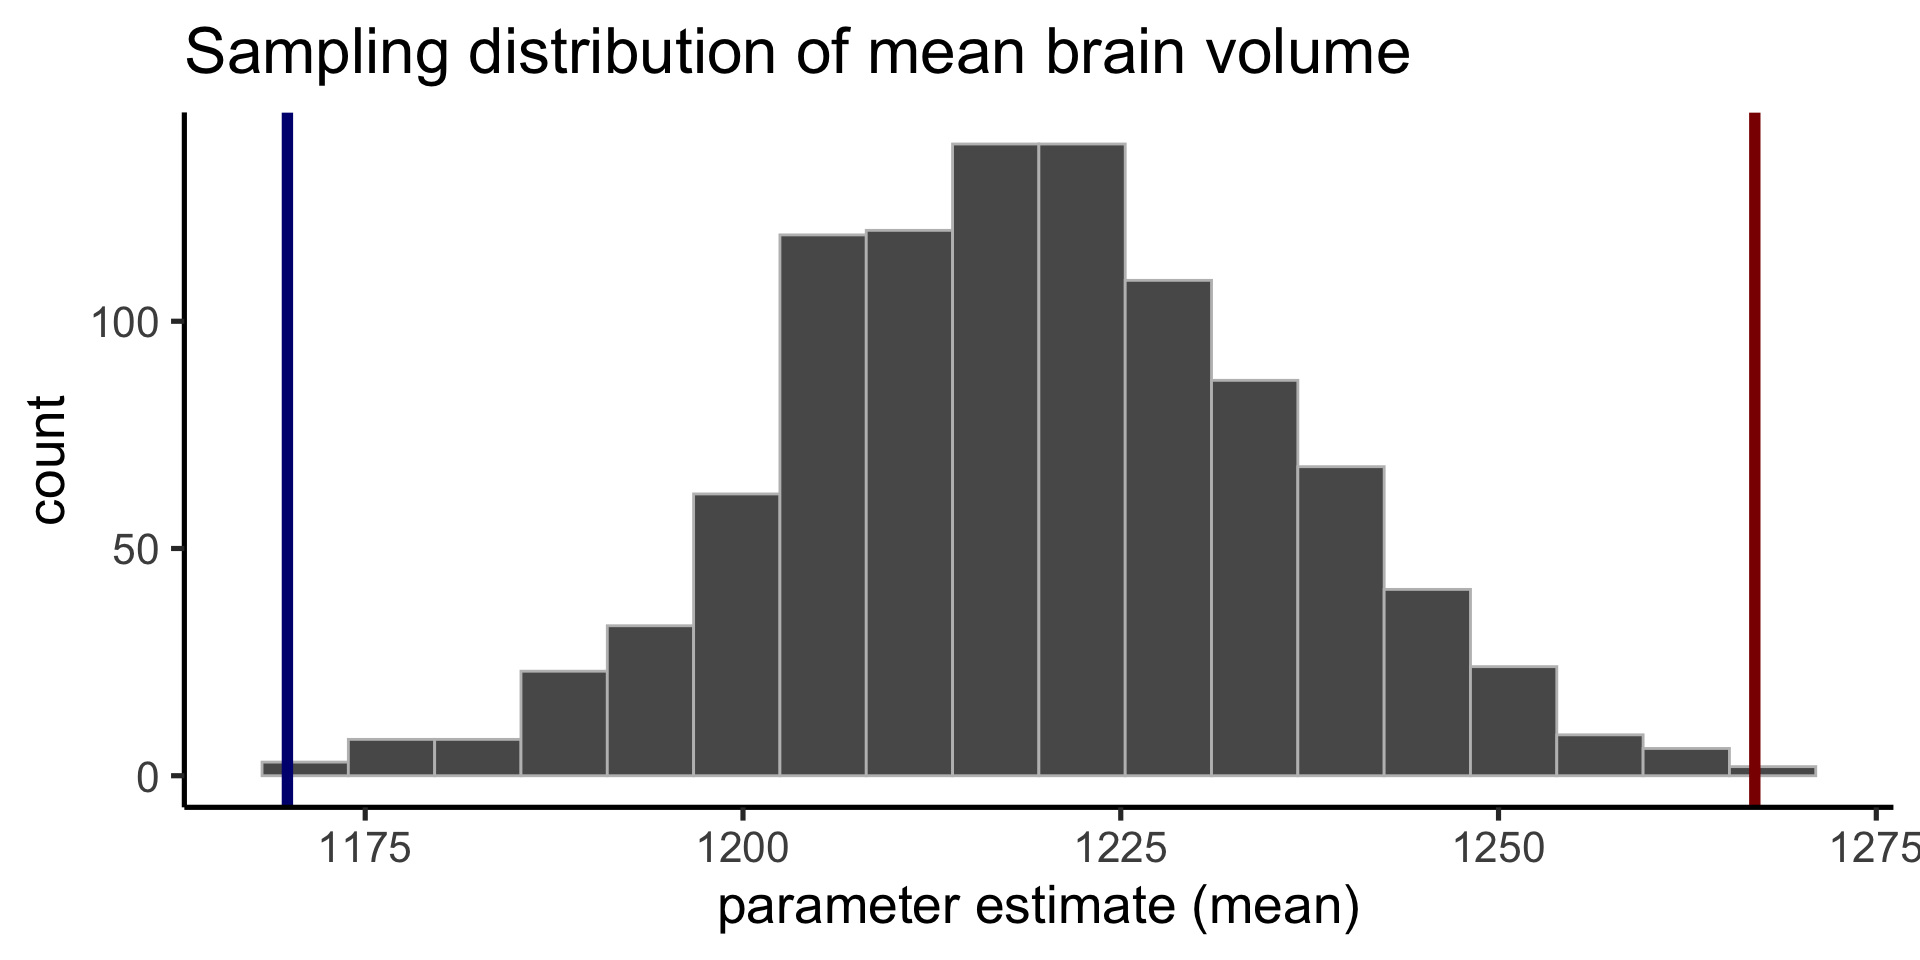 Sampling distribution of mean brain volume
count
100
50
0
1175 1200 1225 1250 1275
parameter estimate (mean)